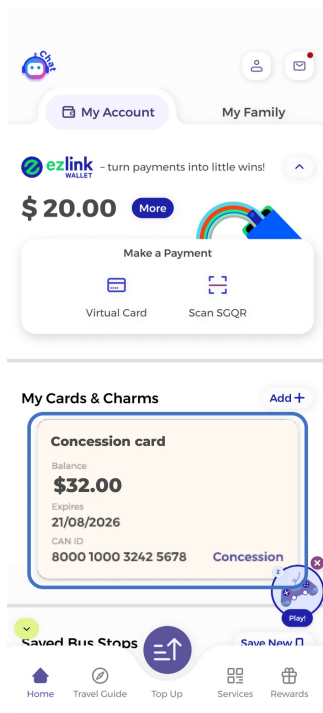 Chat
My Account
My Family
ezlink
WALLET
– turn payments into little wins!
$ 20.00
More
Make a Payment
Virtual Card
Scan SGQR
My Cards & Charms
Add +
Concession card
Balance
$32.00
Expires
21/08/2026
CAN ID
8000 1000 3242 5678
Concession
z
Play!
Saved Bus Stops
Save New
Home
Travel Guide
Top Up
Services
Rewards